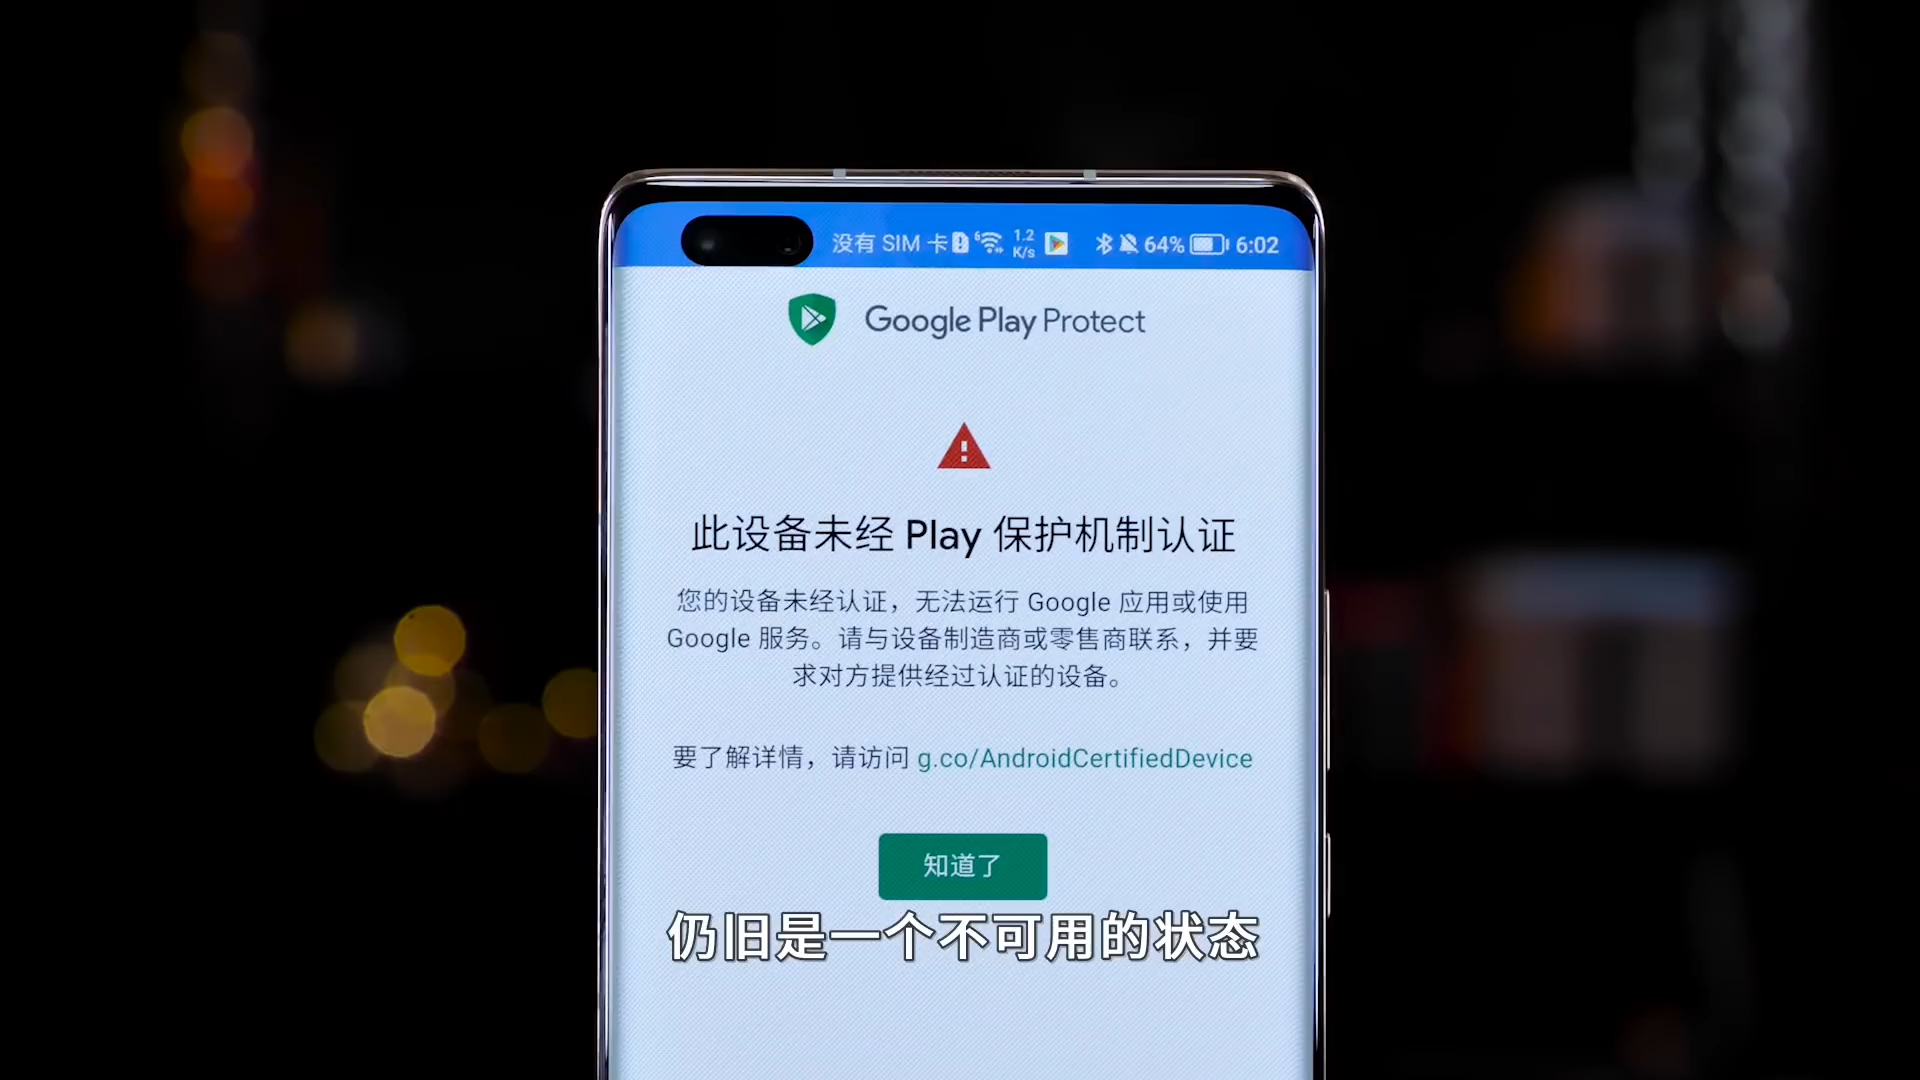 没有 SIM 卡 6 1.2 K/s 64% 6:02
Google Play Protect
此设备未经 Play 保护机制认证
您的设备未经认证，无法运行 Google 应用或使用
Google 服务。请与设备制造商或零售商联系，并要
求对方提供经过认证的设备。
要了解详情，请访问 g.co/AndroidCertifiedDevice
知道了
仍旧是一个不可用的状态